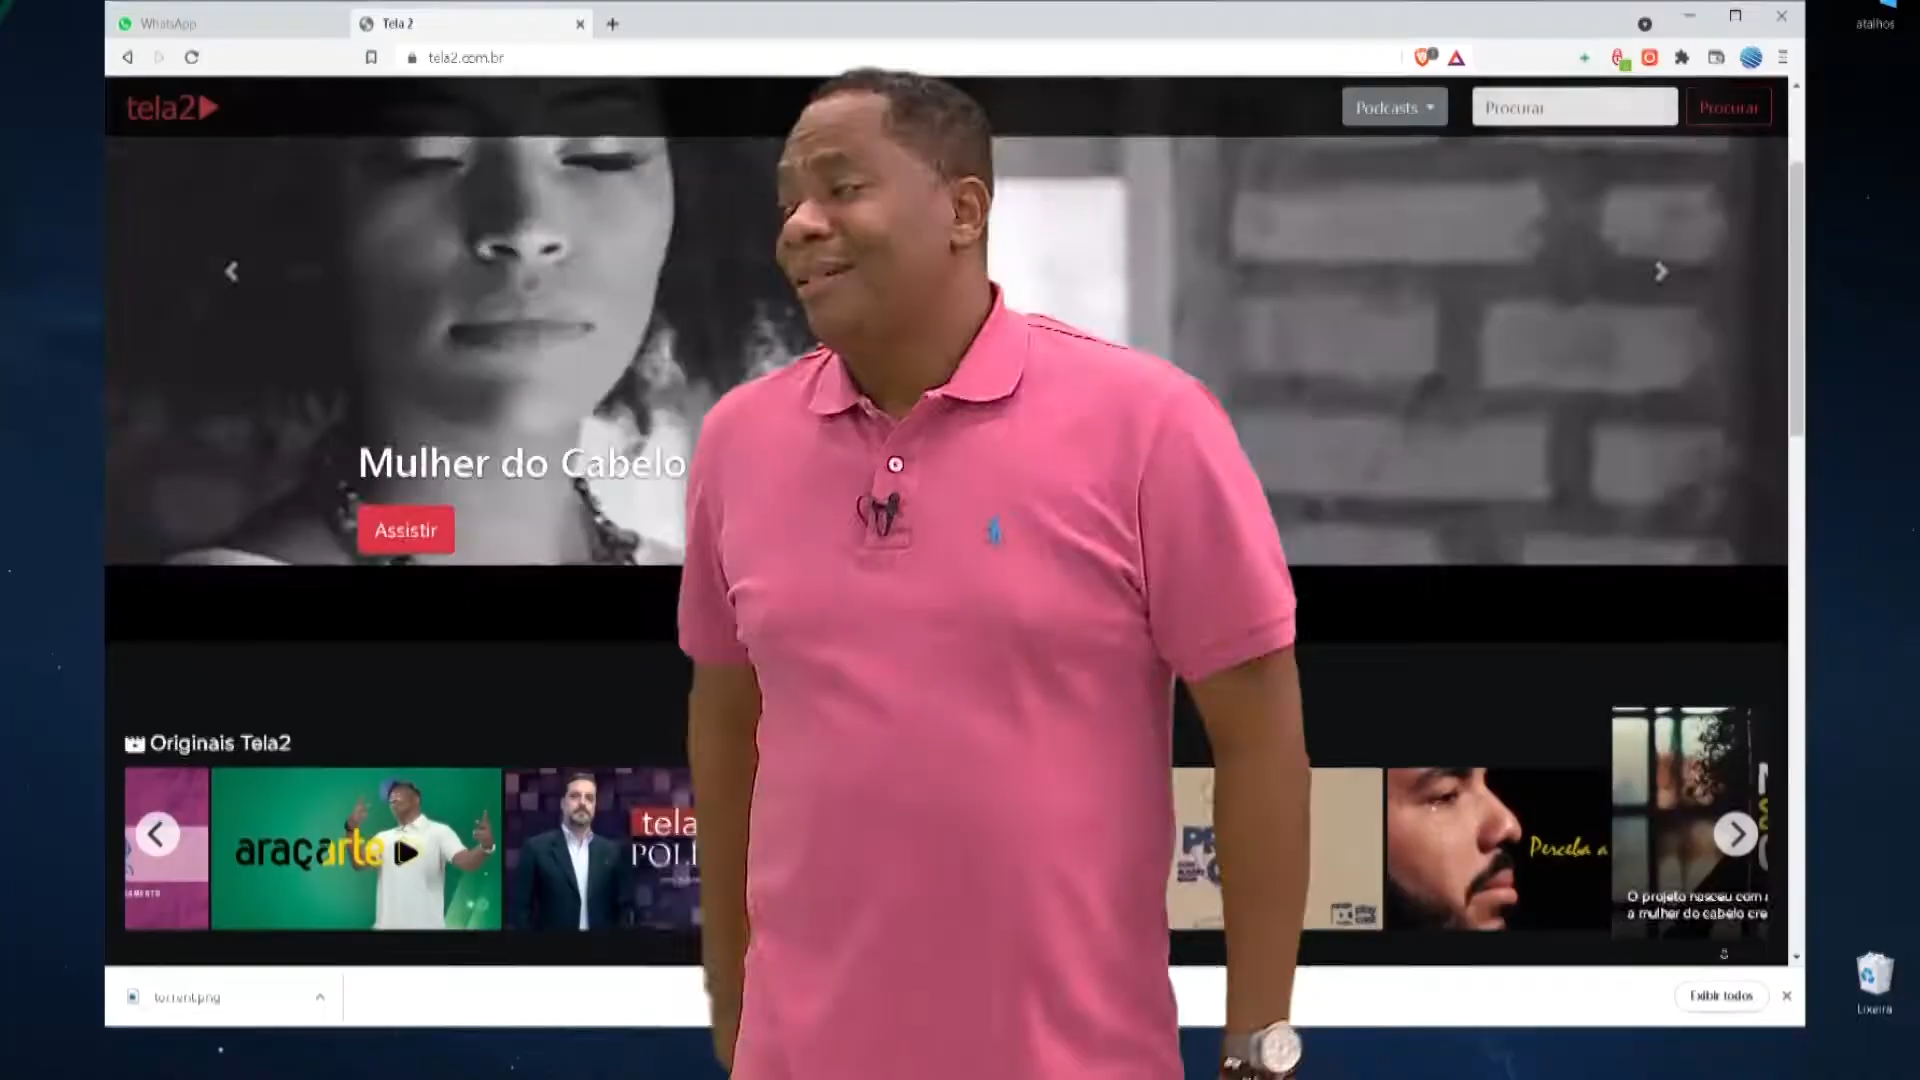 WhatsApp
Tela 2
atalhos
tela2.com.br
tela2
Podcasts
Procurar
Procurar
Mulher do Cabelo
Assistir
Originais Tela2
araçarte
tela
Perceba a
O projeto nasceu com
a mulher do cabelo cre
torrent.png
Exibir todos
Lixeira